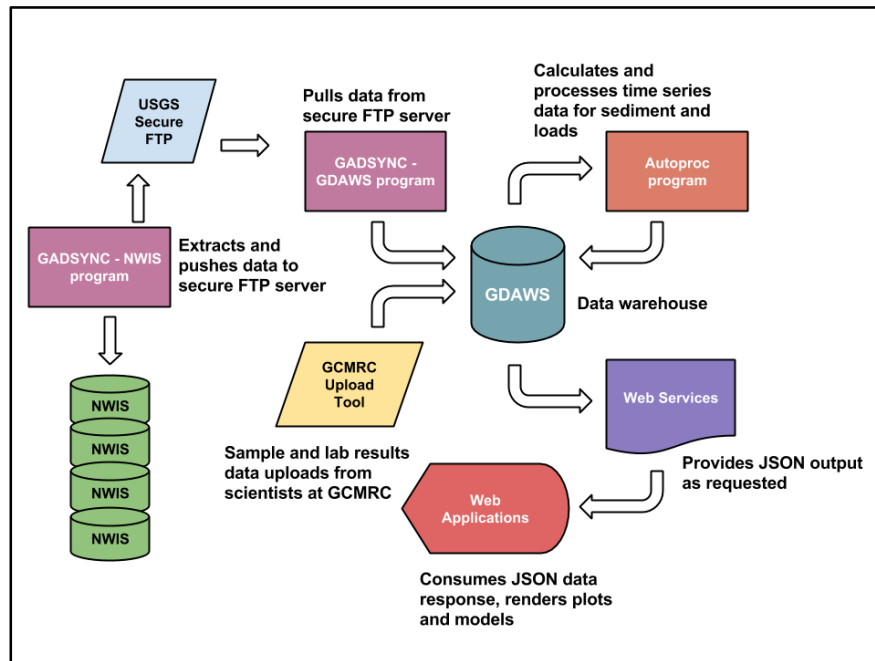 USGS
Secure
FTP
Pulls data from
secure FTP server
GADSYNC -
GDAWS program
Calculates and
processes time series
data for sediment and
loads
Autoproc
program
GADSYNC - NWIS
program
Extracts and
pushes data to
secure FTP server
GDAWS
Data warehouse
NWIS
NWIS
NWIS
NWIS
GCMRC
Upload
Tool
Sample and lab results
data uploads from
scientists at GCMRC
Web Services
Provides JSON output
as requested
Web
Applications
Consumes JSON data
response, renders plots
and models